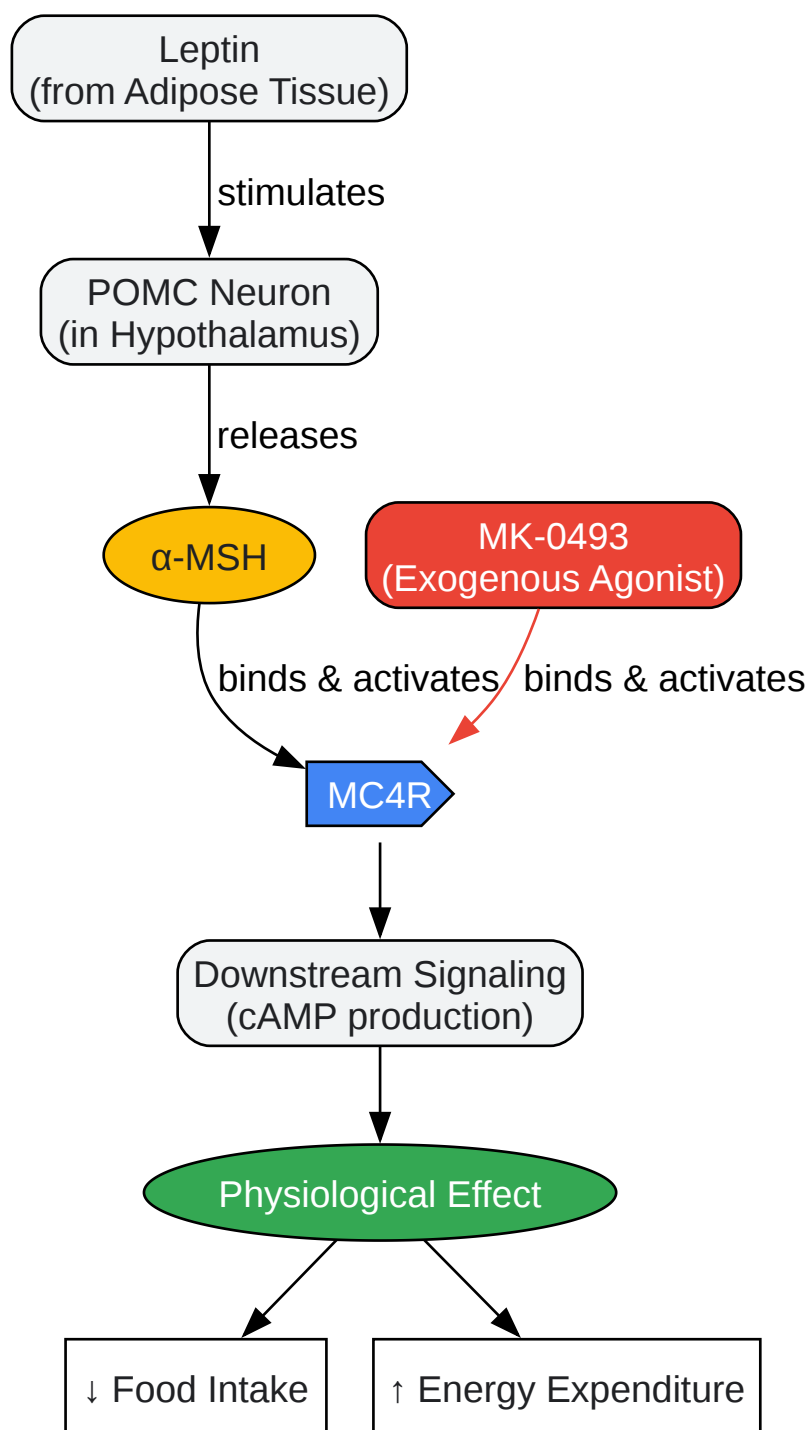 Leptin
(from Adipose Tissue)
stimulates
POMC Neuron
(in Hypothalamus)
releases
α-MSH
MK-0493
(Exogenous Agonist)
binds & activates
binds & activates
MC4R
Downstream Signaling
(cAMP production)
Physiological Effect
↓ Food Intake
↑ Energy Expenditure